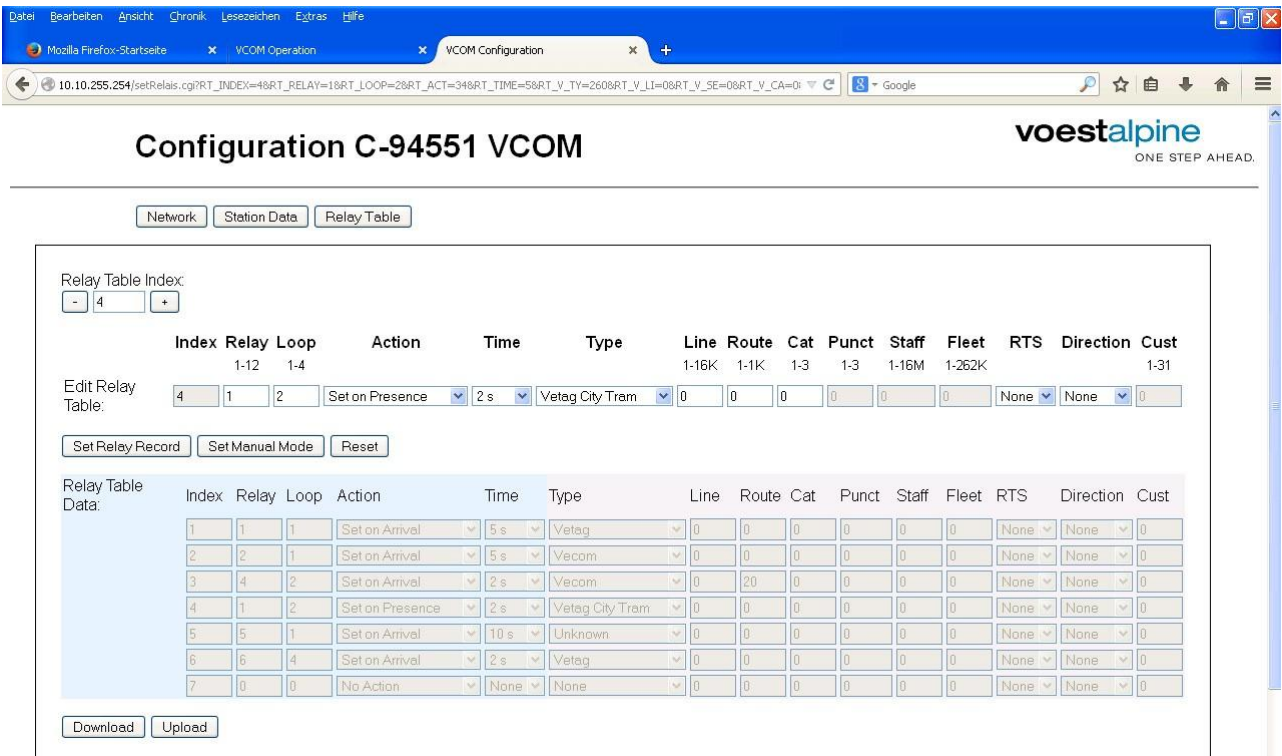 Datei Bearbeiten Ansicht Chronik Lesezeichen Extras Hilfe
Mozilla Firefox-Startseite VCOM Operation VCOM Configuration
10.10.255.254/setRelais.cgi?RT_INDEX=4&RT_RELAY=1&RT_LOOP=2&RT_ACT=34&RT_TIME=5&RT_V_TY=260&RT_V_LI=0&RT_V_SE=0&RT_V_CA=0 Google
Configuration C-94551 VCOM
voestalpine
ONE STEP AHEAD.
Network Station Data Relay Table
Relay Table Index:
- 4 +
Index Relay Loop Action Time Type Line Route Cat Punct Staff Fleet RTS Direction Cust
1-12 1-4 1-16K 1-1K 1-3 1-3 1-16M 1-262K 1-31
Edit Relay Table: 4 1 2 Set on Presence 2 s Vetag City Tram 0 0 0 0 0 0 None None 0
Set Relay Record Set Manual Mode Reset
Relay Table Data: Index Relay Loop Action Time Type Line Route Cat Punct Staff Fleet RTS Direction Cust
1 1 1 Set on Arrival 5 s Vetag 0 0 0 0 0 0 None None 0
2 2 1 Set on Arrival 5 s Vecom 0 0 0 0 0 0 None None 0
3 4 2 Set on Arrival 2 s Vecom 0 20 0 0 0 0 None None 0
4 1 2 Set on Presence 2 s Vetag City Tram 0 0 0 0 0 0 None None 0
5 5 1 Set on Arrival 10 s Unknown 0 0 0 0 0 0 None None 0
6 6 4 Set on Arrival 2 s Vetag 0 0 0 0 0 0 None None 0
7 0 0 No Action None None 0 0 0 0 0 0 None None 0
Download Upload